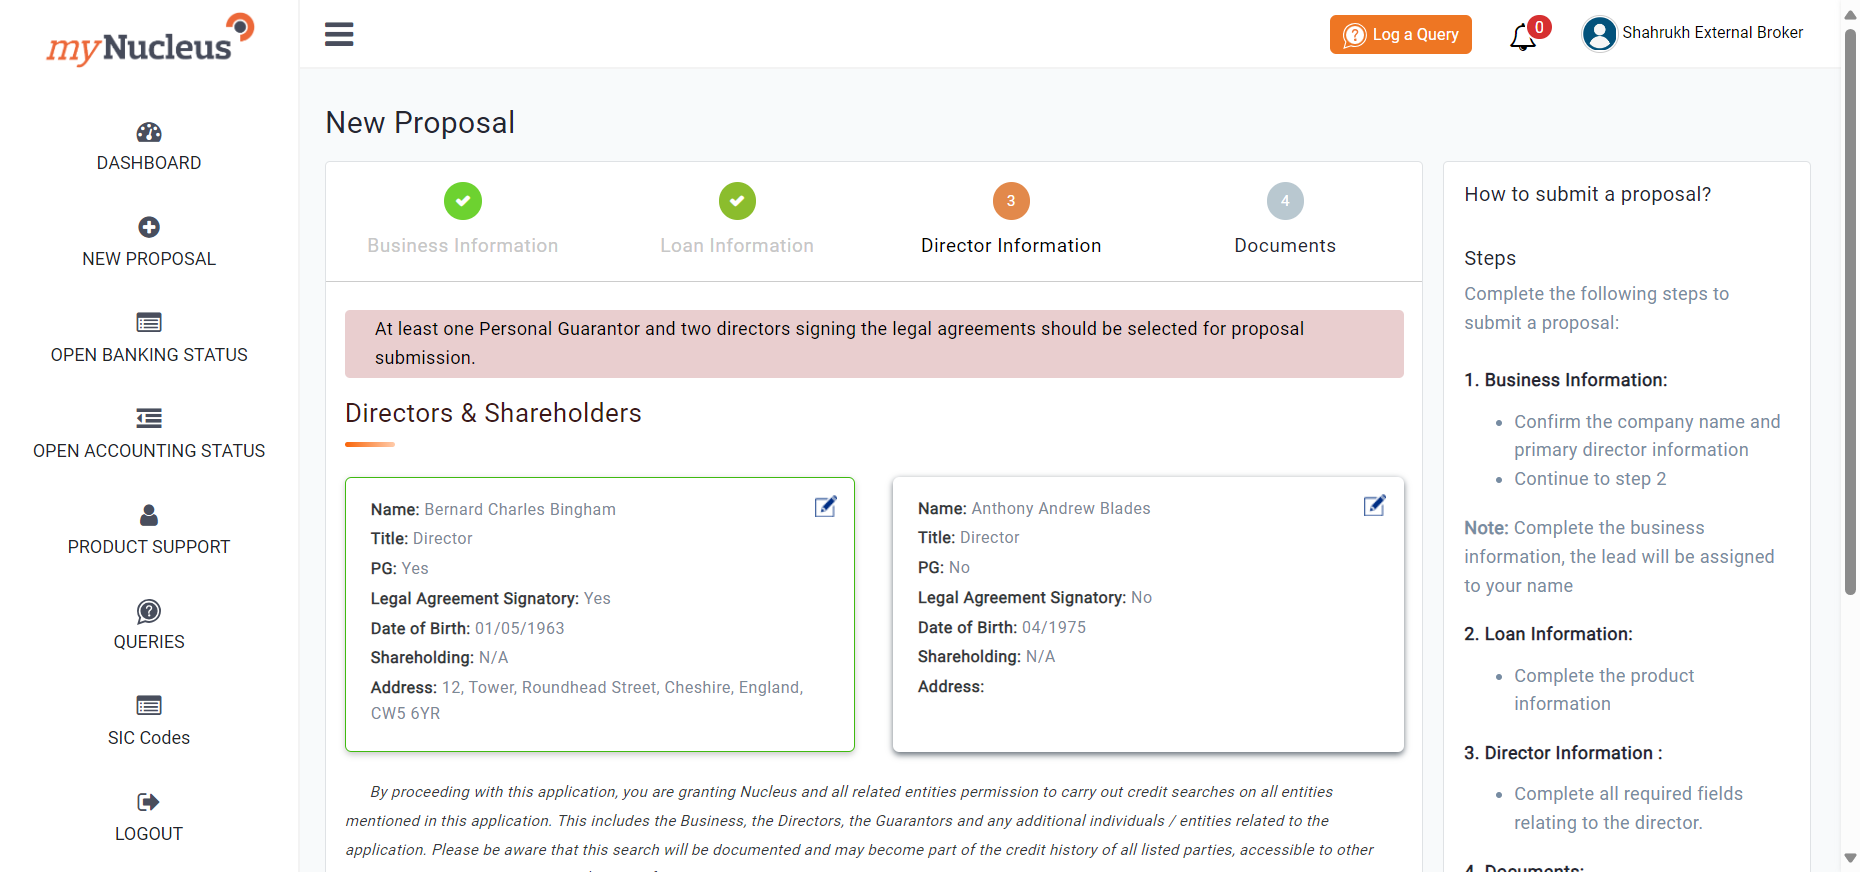 myNucleus
DASHBOARD
NEW PROPOSAL
OPEN BANKING STATUS
OPEN ACCOUNTING STATUS
PRODUCT SUPPORT
QUERIES
SIC Codes
LOGOUT
Log a Query
0
Shahrukh External Broker
New Proposal
3
4
Business Information
Loan Information
Director Information
Documents
At least one Personal Guarantor and two directors signing the legal agreements should be selected for proposal
submission.
Directors & Shareholders
Name: Bernard Charles Bingham
Title: Director
PG: Yes
Legal Agreement Signatory: Yes
Date of Birth: 01/05/1963
Shareholding: N/A
Address: 12, Tower, Roundhead Street, Cheshire, England,
CW5 6YR
Name: Anthony Andrew Blades
Title: Director
PG: No
Legal Agreement Signatory: No
Date of Birth: 04/1975
Shareholding: N/A
Address:
By proceeding with this application, you are granting Nucleus and all related entities permission to carry out credit searches on all entities
mentioned in this application. This includes the Business, the Directors, the Guarantors and any additional individuals / entities related to the
application. Please be aware that this search will be documented and may become part of the credit history of all listed parties, accessible to other
How to submit a proposal?
Steps
Complete the following steps to
submit a proposal:
1. Business Information:
• Confirm the company name and
primary director information
• Continue to step 2
Note: Complete the business
information, the lead will be assigned
to your name
2. Loan Information:
• Complete the product
information
3. Director Information :
• Complete all required fields
relating to the director.
4. Documents: